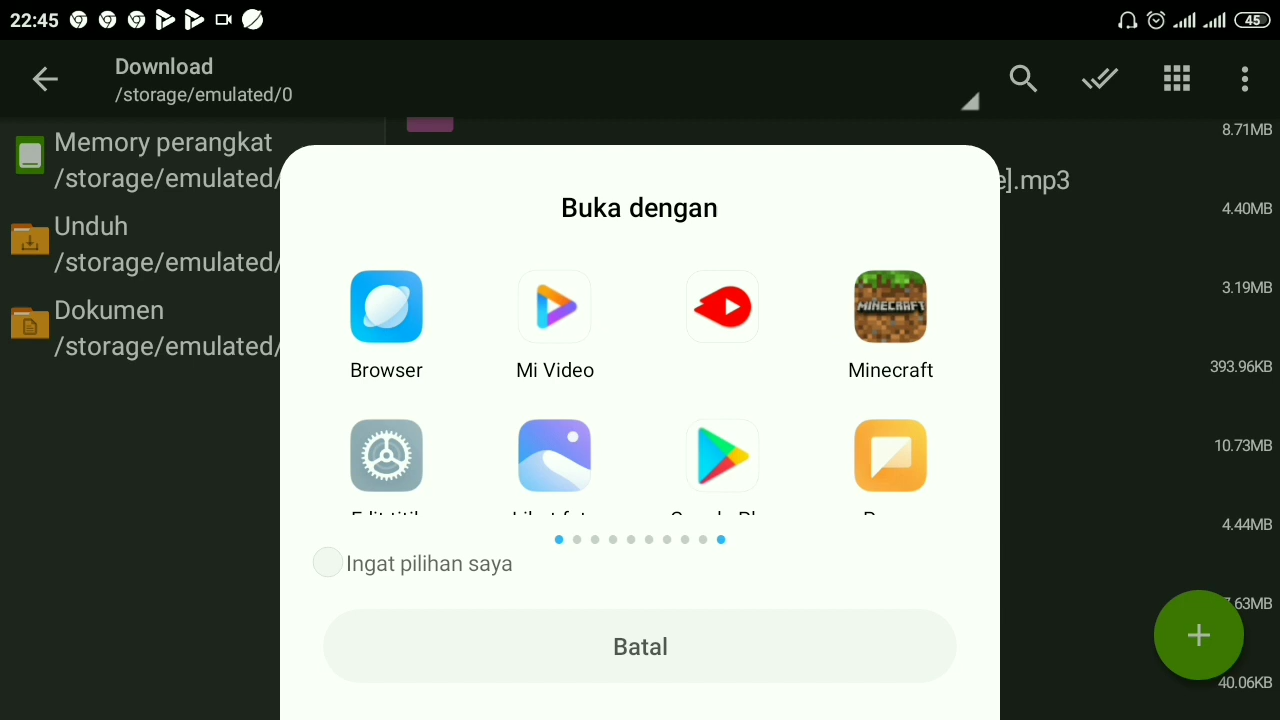 22:45
45
Download
/storage/emulated/0
8.71MB
Memory perangkat
/storage/emulated/
e].mp3
4.40MB
Buka dengan
Unduh
/storage/emulated/
3.19MB
MINECRAFT
Dokumen
/storage/emulated/
Browser
Mi Video
Minecraft
393.96KB
10.73MB
4.44MB
Ingat pilihan saya
7.63MB
Batal
40.06KB